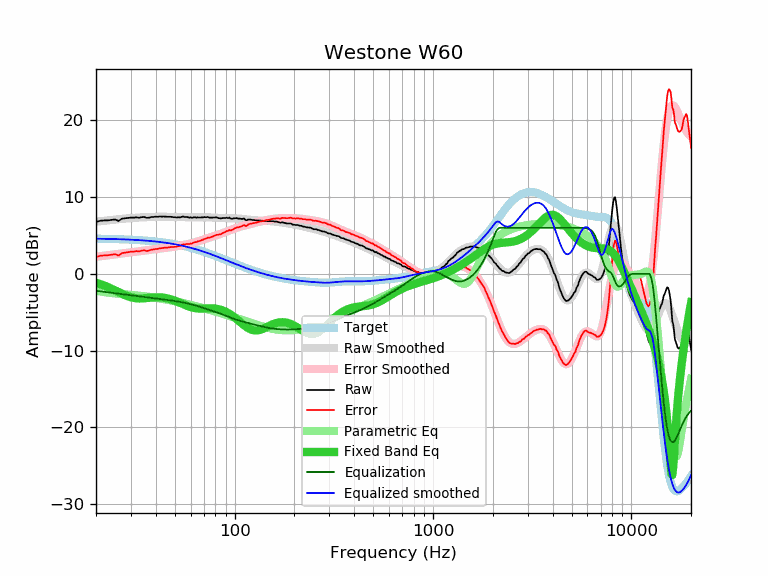 Westone W60
Amplitude (dBr)
20
10
0
−10
−20
−30
Target
Raw Smoothed
Error Smoothed
Raw
Error
Parametric Eq
Fixed Band Eq
Equalization
Equalized smoothed
100
1000
10000
Frequency (Hz)